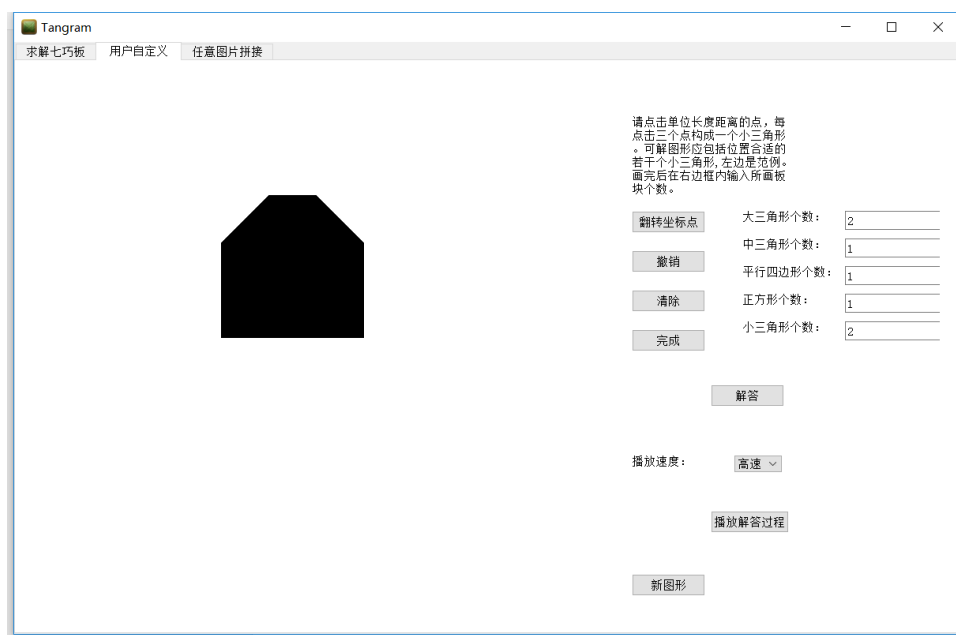 Tangram
求解七巧板 用户自定义 任意图片拼接
请点击单位长度距离的点，每
点击三个点构成一个小三角形
。可解图形应包括位置合适的
若干个小三角形,左边是范例。
画完后在右边框内输入所画板
块个数。
翻转坐标点 大三角形个数： 2
中三角形个数： 1
撤销
平行四边形个数： 1
清除 正方形个数： 1
小三角形个数： 2
完成
解答
播放速度： 高速
播放解答过程
新图形